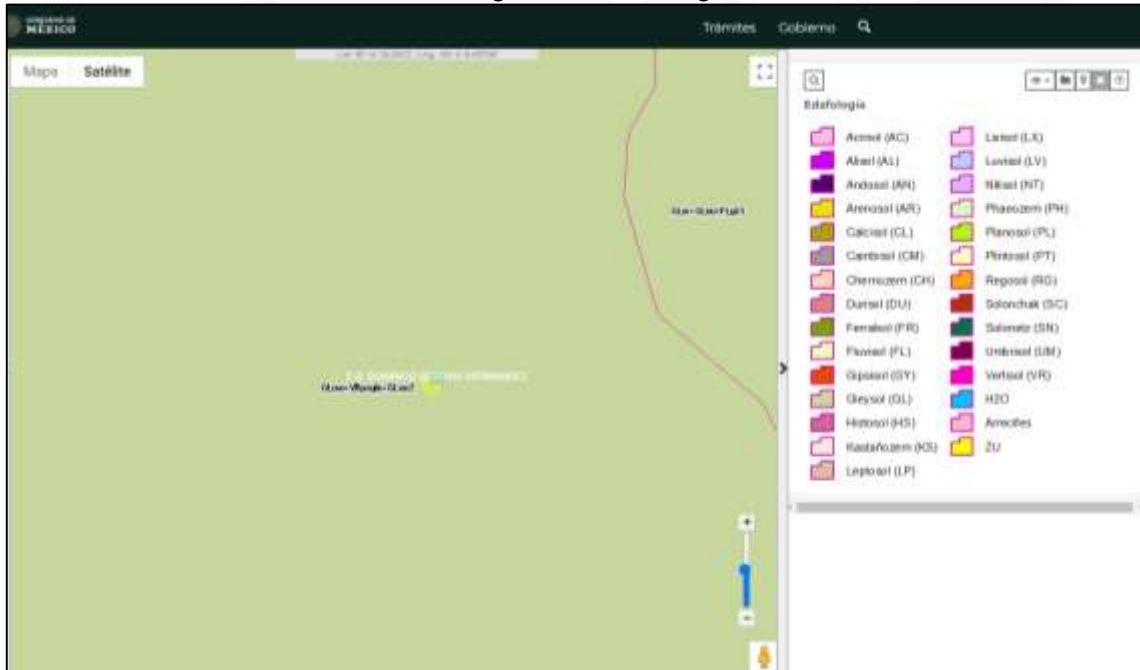 GOBIERNO DE
MÉXICO
Trámites Gobierno
Mapa Satélite
Edafología
Acrisol (AC)
Alisol (AL)
Andosol (AN)
Arenosol (AR)
Calcisol (CL)
Cambisol (CM)
Chernozem (CH)
Durisol (DU)
Ferralsol (FR)
Fluvisol (FL)
Gipsisol (GY)
Gleysol (GL)
Histosol (HS)
Kastañozem (KS)
Leptosol (LP)
Lixisol (LX)
Luvisol (LV)
Nitisol (NT)
Phaeozem (PH)
Planosol (PL)
Plintosol (PT)
Regosol (RG)
Solonchak (SC)
Solonetz (SN)
Umbrisol (UM)
Vertisol (VR)
H2O
Arrecifes
ZU